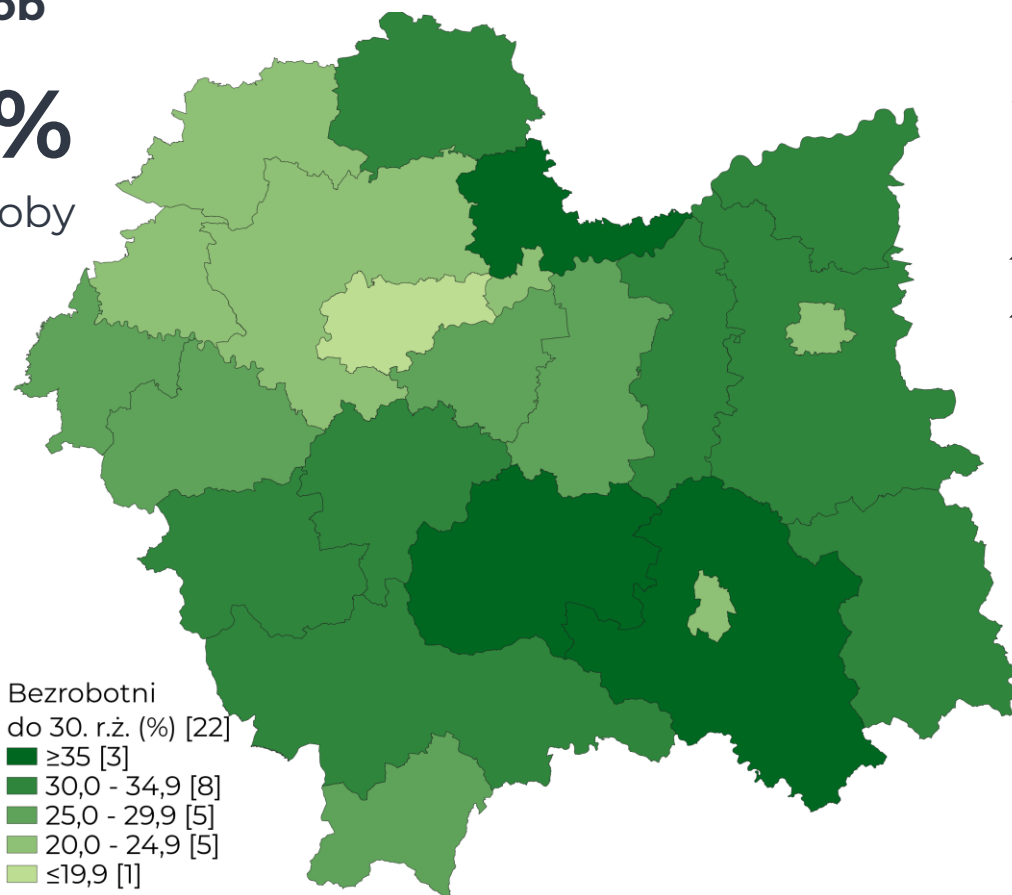 ob
%
oby
Bezrobotni
do 30. r.ż. (%) [22]
≥35 [3]
30,0 - 34,9 [8]
25,0 - 29,9 [5]
20,0 - 24,9 [5]
≤19,9 [1]